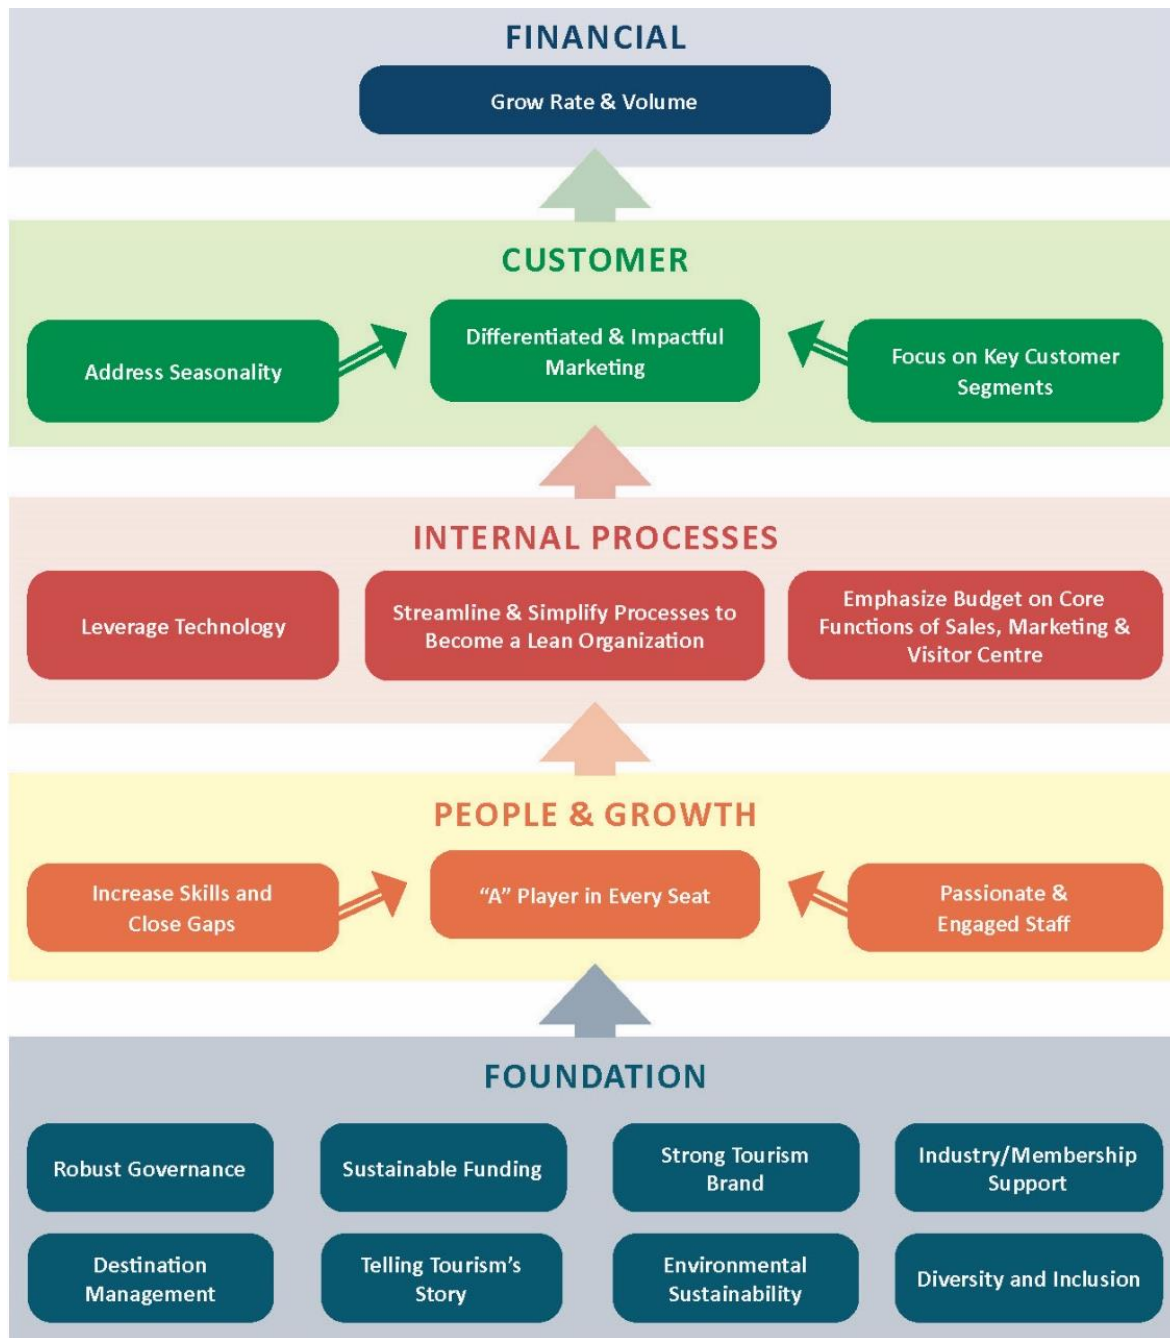 FINANCIAL
Grow Rate & Volume
CUSTOMER
Address Seasonality
Differentiated & Impactful
Marketing
Focus on Key Customer
Segments
INTERNAL PROCESSES
Leverage Technology
Streamline & Simplify Processes to
Become a Lean Organization
Emphasize Budget on Core
Functions of Sales, Marketing &
Visitor Centre
PEOPLE & GROWTH
Increase Skills and
Close Gaps
“A” Player in Every Seat
Passionate &
Engaged Staff
FOUNDATION
Robust Governance
Sustainable Funding
Strong Tourism
Brand
Industry/Membership
Support
Destination
Management
Telling Tourism’s
Story
Environmental
Sustainability
Diversity and Inclusion